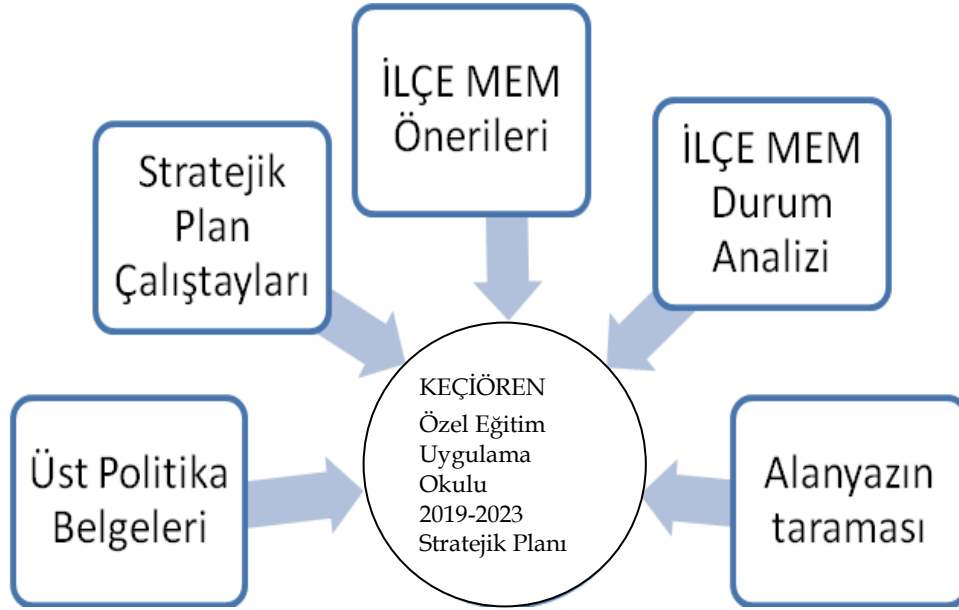 İLÇE MEM
Önerileri
Stratejik
Plan
Çalıştayları
İLÇE MEM
Durum
Analizi
Üst Politika
Belgeleri
KEÇİÖREN
Özel Eğitim
Uygulama
Okulu
2019-2023
Stratejik Planı
Alanyazın
taraması